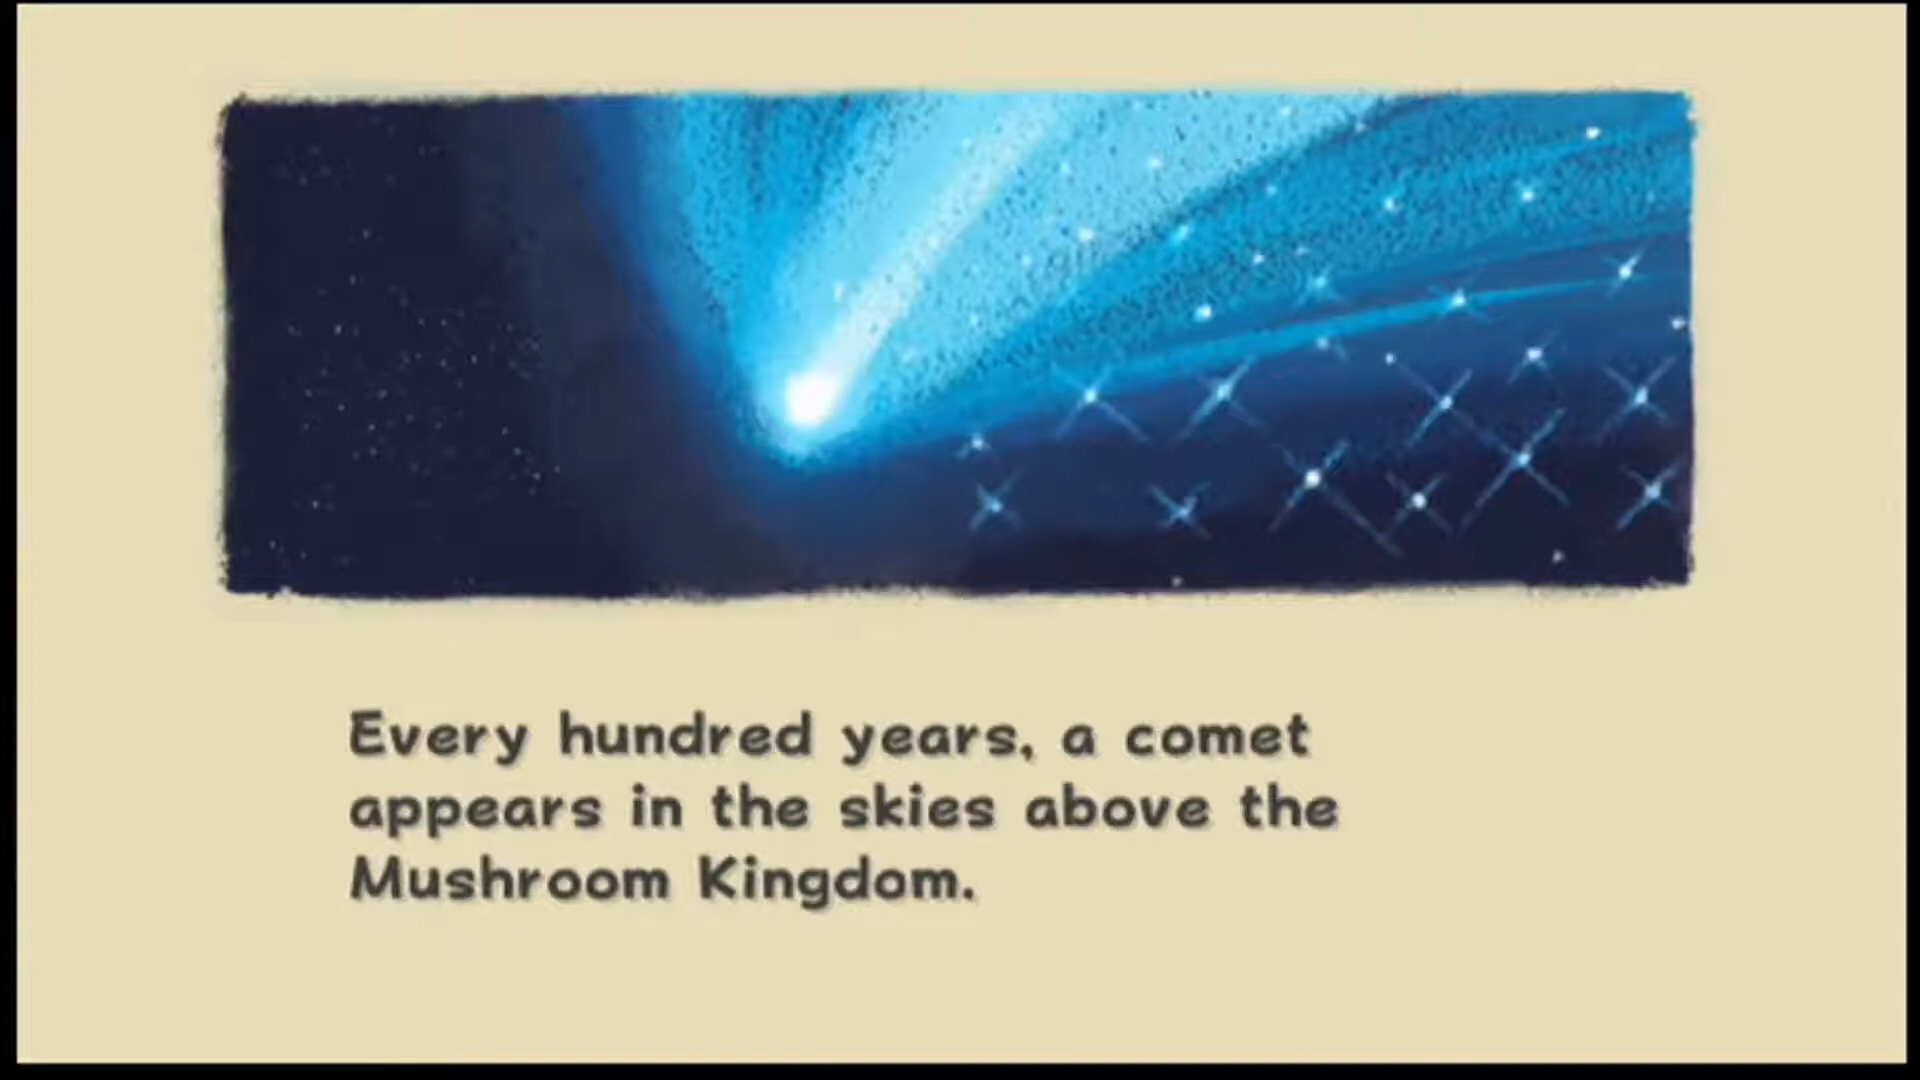 Every hundred years, a comet
appears in the skies above the
Mushroom Kingdom.